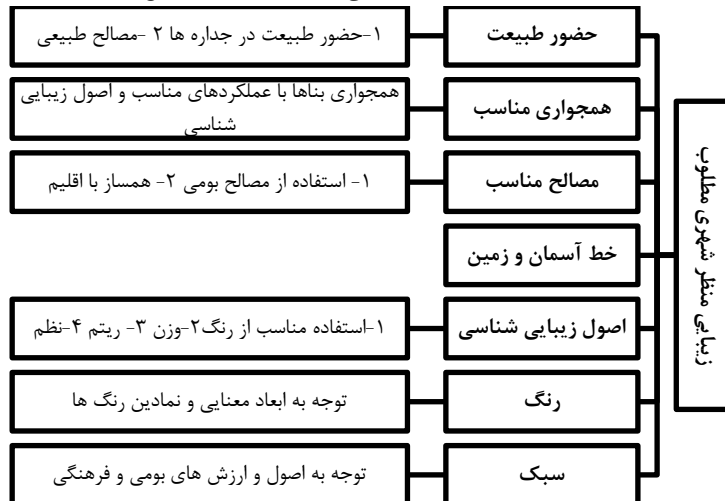 زیبایی منظر شهری مطلوب
حضور طبیعت
۱-حضور طبیعت در جداره ها ۲ -مصالح طبیعی
همجواری مناسب
همجواری بناها با عملکردهای مناسب و اصول زیبایی
شناسی
مصالح مناسب
۱- استفاده از مصالح بومی ۲- همساز با اقلیم
خط آسمان و زمین
اصول زیبایی شناسی
۱-استفاده مناسب از رنگ۲-وزن ۳- ریتم ۴-نظم
رنگ
توجه به ابعاد معنایی و نمادین رنگ ها
سبک
توجه به اصول و ارزش های بومی و فرهنگی